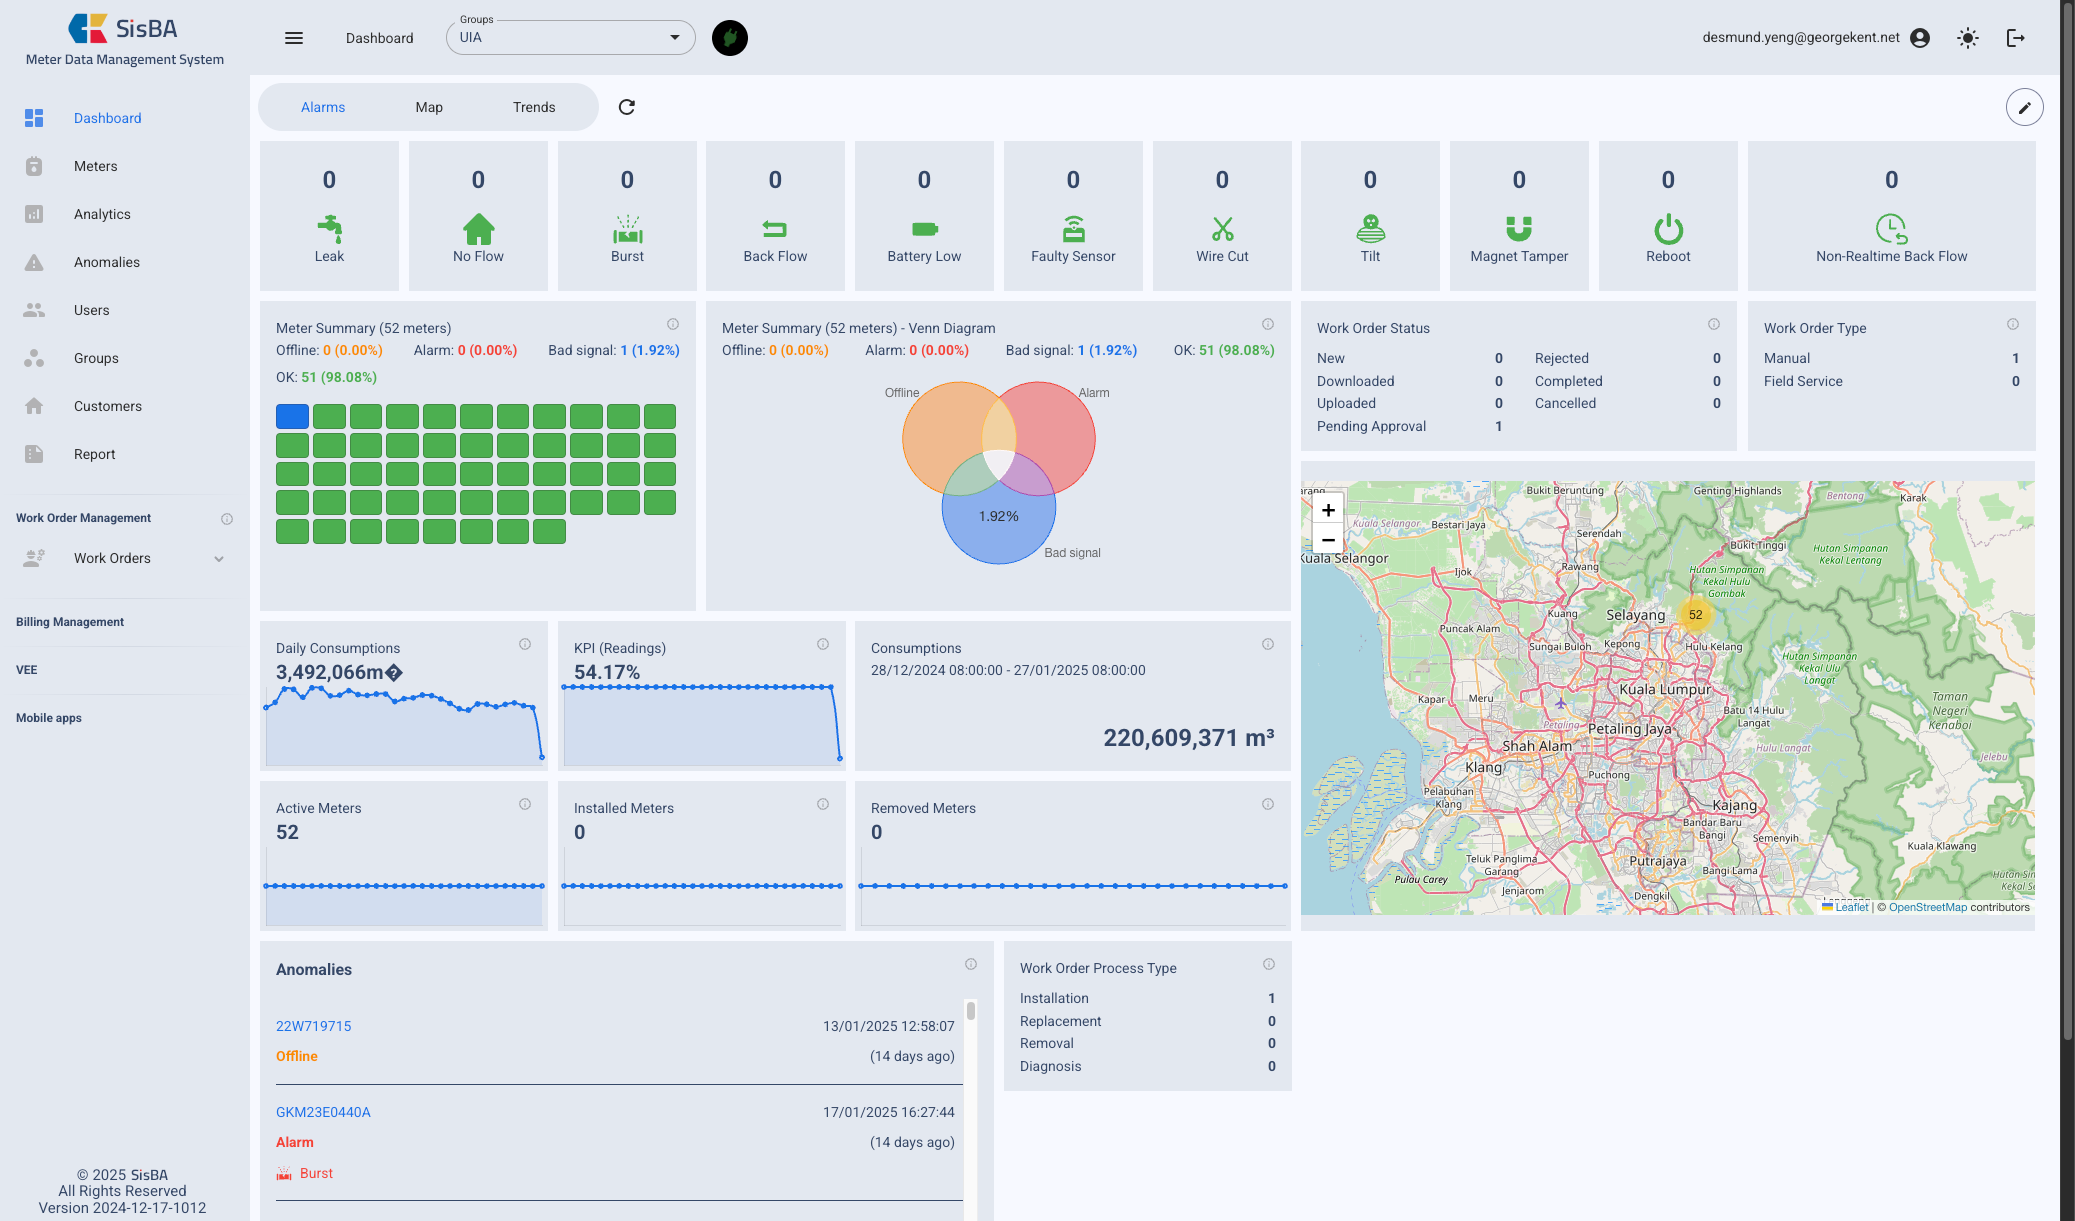 SisBA
Meter Data Management System
Dashboard
Groups
UIA
desmund.yeng@georgekent.net
Dashboard
Meters
Analytics
Anomalies
Users
Groups
Customers
Report
Work Order Management
Work Orders
Billing Management
VEE
Mobile apps
© 2025 SisBA
All Rights Reserved
Version 2024-12-17-1012
Alarms Map Trends
0 Leak
0 No Flow
0 Burst
0 Back Flow
0 Battery Low
0 Faulty Sensor
0 Wire Cut
0 Tilt
0 Magnet Tamper
0 Reboot
0 Non-Realtime Back Flow
Meter Summary (52 meters)
Offline: 0 (0.00%) Alarm: 0 (0.00%) Bad signal: 1 (1.92%)
OK: 51 (98.08%)
Meter Summary (52 meters) - Venn Diagram
Offline: 0 (0.00%) Alarm: 0 (0.00%) Bad signal: 1 (1.92%) OK: 51 (98.08%)
Offline
Alarm
1.92%
Bad signal
Work Order Status
New 0 Rejected 0
Downloaded 0 Completed 0
Uploaded 0 Cancelled 0
Pending Approval 1
Work Order Type
Manual 1
Field Service 0
+
−
Bukit Beruntung
Genting Highlands
Bentong
Karak
Kuala Selangor
Bestari Jaya
Serendah
Bukit Tinggi
Hutan Simpanan
Kekal Lentang
Kuala Selangor
Ijok
Rawang
Hutan Simpanan
Kekal Hulu
Gombak
Kuang
Selayang
52
Puncak Alam
Sungai Buloh
Kepong
Hulu Kelang
Hutan Simpanan
Kekal Ulu
Langat
Kapar
Meru
Kuala Lumpur
Taman
Negeri
Kenaboi
Batu 14 Hulu
Langat
Petaling
Petaling Jaya
Shah Alam
Hulu Langat
Jelebu
Klang
Puchong
Pelabuhan
Klang
Kajang
Bandar Baru
Bangi
Semenyih
Kuala Klawang
Teluk Panglima
Garang
Putrajaya
Bangi Lama
Pulau Carey
Jenjarom
Dengkil
Hutan Sim
Kekal Se
Leaflet | © OpenStreetMap contributors
Daily Consumptions
3,492,066m�
KPI (Readings)
54.17%
Consumptions
28/12/2024 08:00:00 - 27/01/2025 08:00:00
220,609,371 m³
Active Meters
52
Installed Meters
0
Removed Meters
0
Anomalies
22W719715 13/01/2025 12:58:07
Offline (14 days ago)
GKM23E0440A 17/01/2025 16:27:44
Alarm (14 days ago)
Burst
Work Order Process Type
Installation 1
Replacement 0
Removal 0
Diagnosis 0